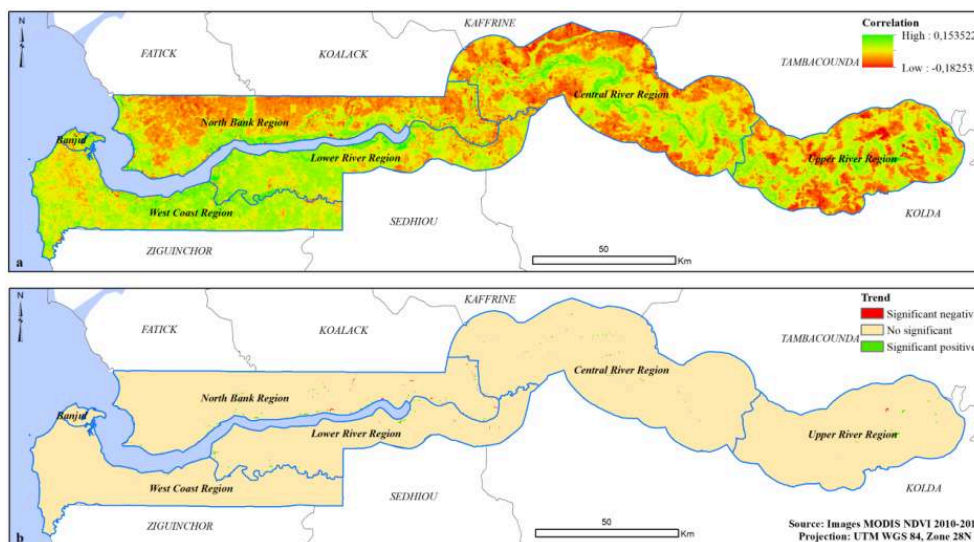 N
KAFFRINE
FATICK
KOALACK
TAMBACOUNDA
Correlation
High : 0,153522
Low : -0,18253
Banjul
North Bank Region
Central River Region
Lower River Region
Upper River Region
West Coast Region
KOLDA
SEDHIOU
ZIGUINCHOR
50
Km
a
N
KAFFRINE
FATICK
KOALACK
TAMBACOUNDA
Trend
Significant negativ
No significant
Significant positive
Banjul
North Bank Region
Central River Region
Lower River Region
Upper River Region
West Coast Region
KOLDA
SEDHIOU
ZIGUINCHOR
50
Km
b
Source: Images MODIS NDVI 2010-201
Projection: UTM WGS 84, Zone 28N